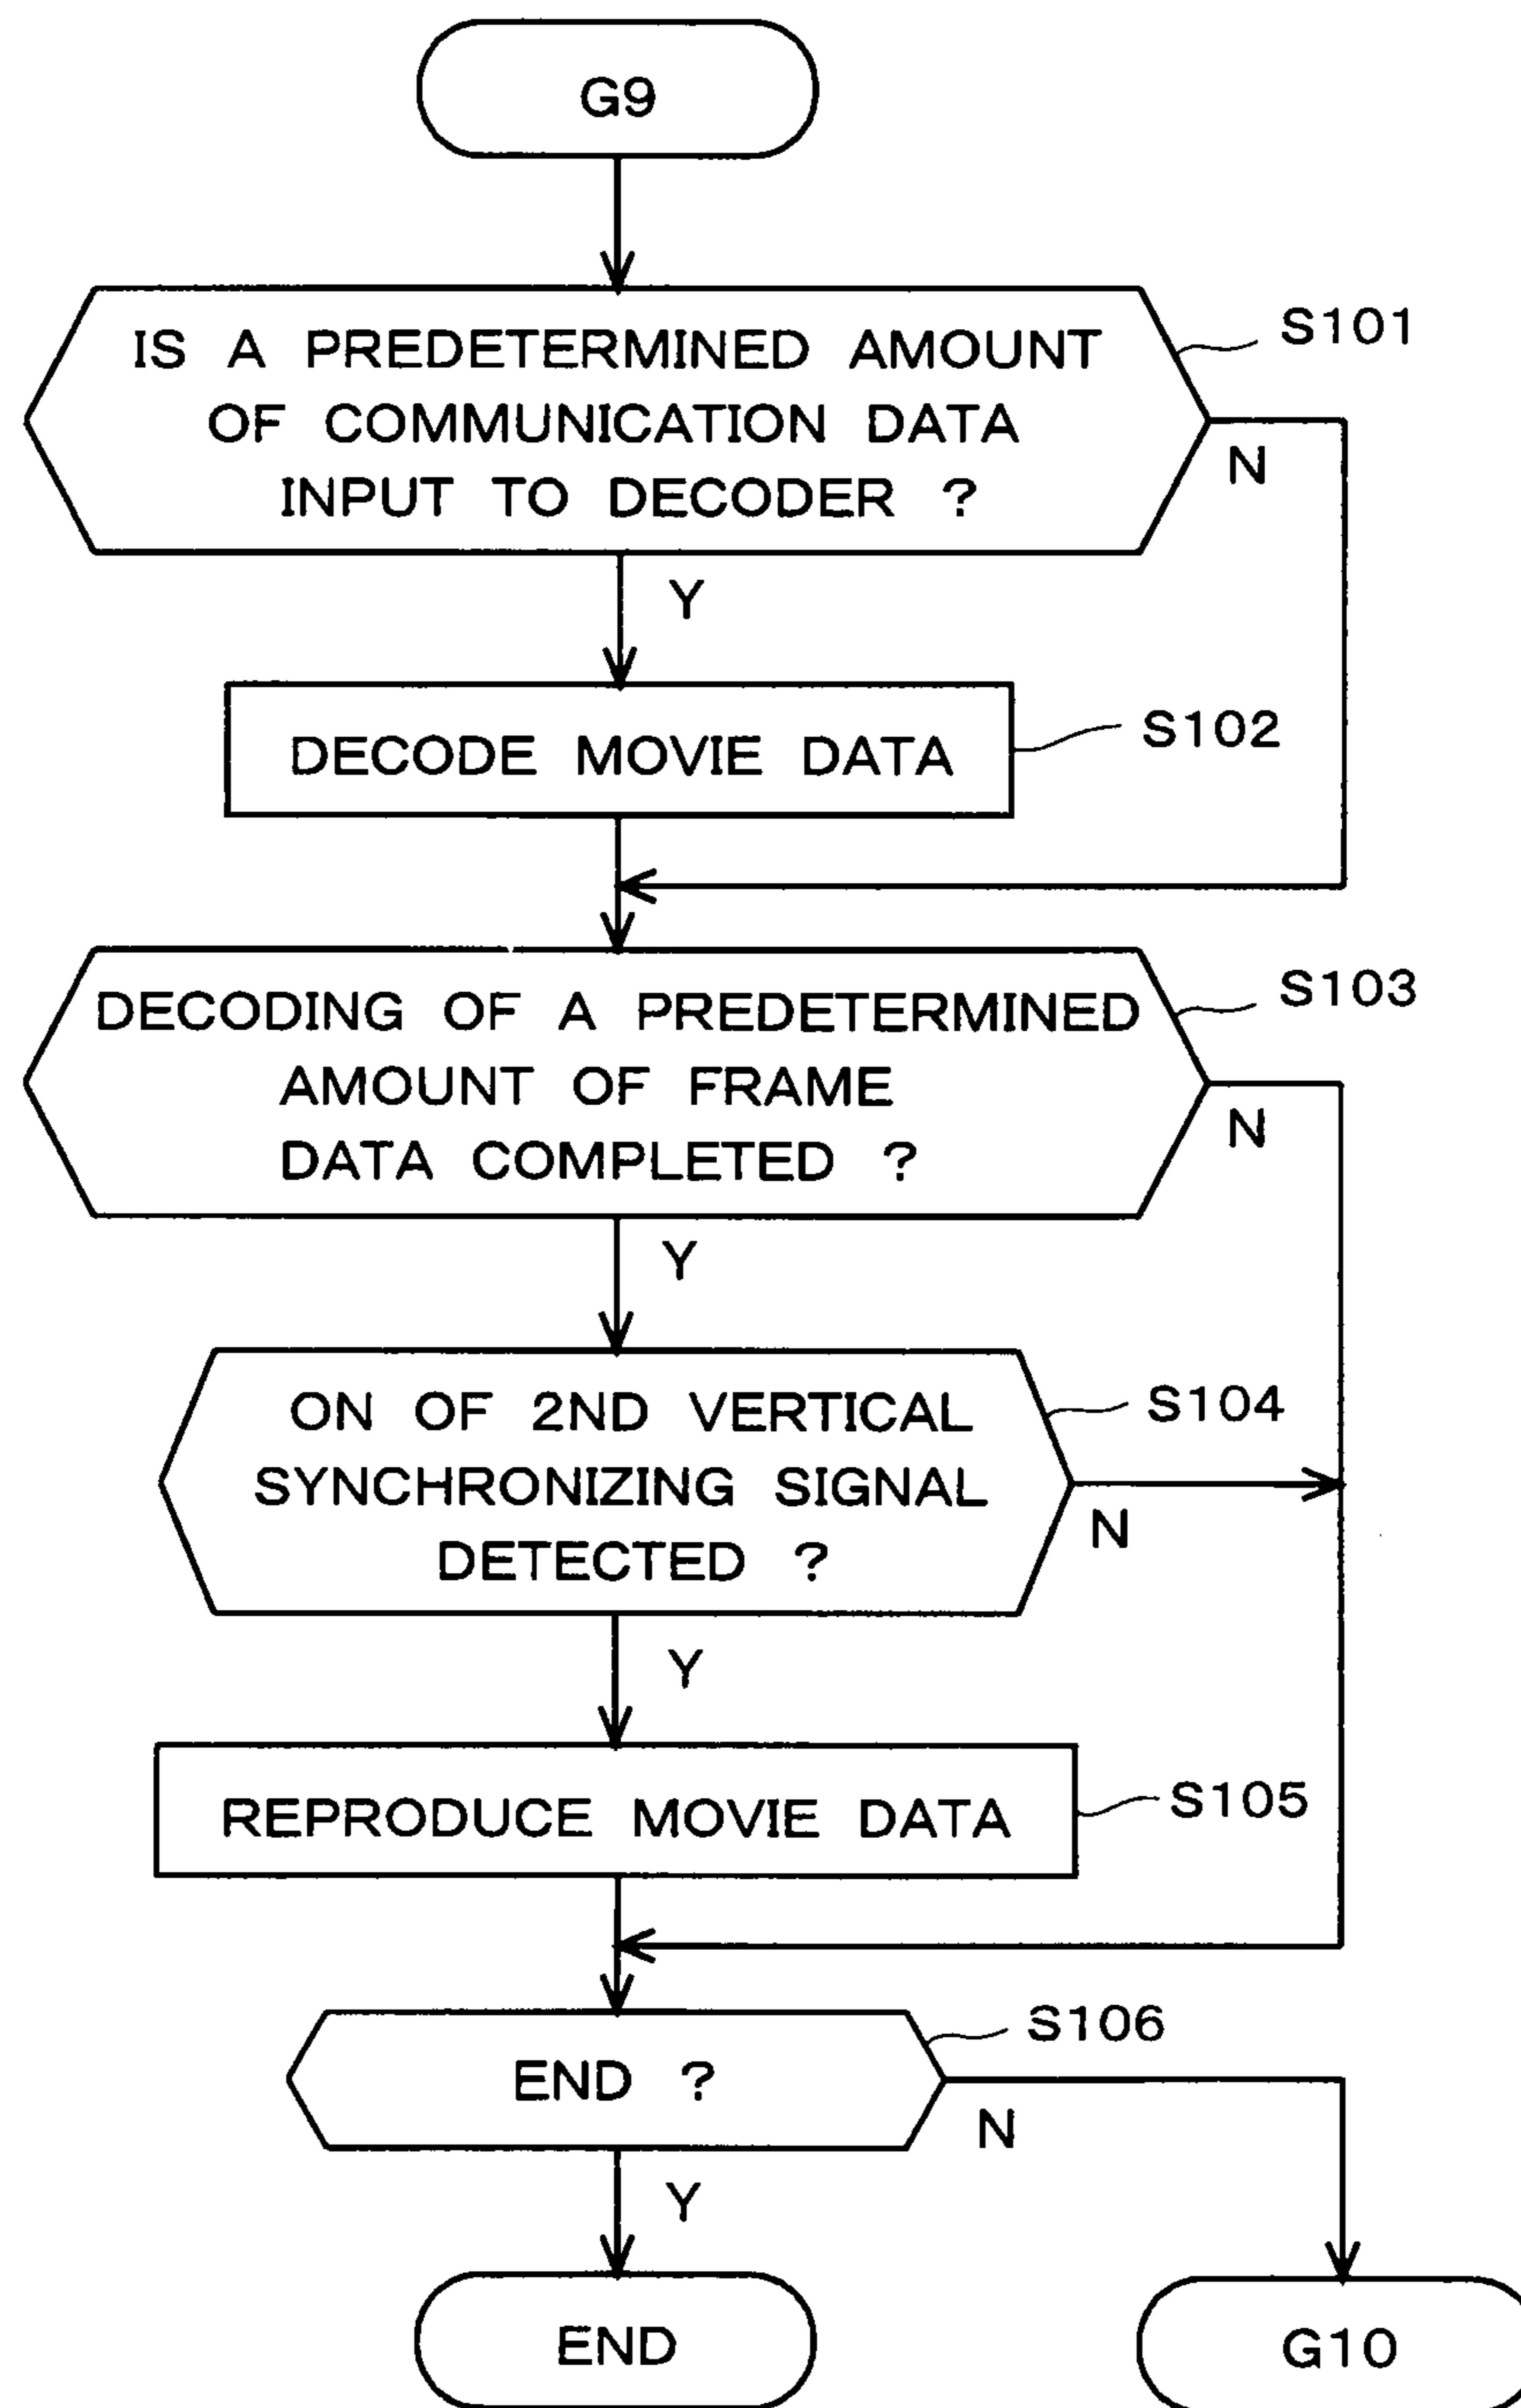 G9
IS A PREDETERMINED AMOUNT
OF COMMUNICATION DATA
INPUT TO DECODER ?
S101
N
Y
DECODE MOVIE DATA
S102
DECODING OF A PREDETERMINED
AMOUNT OF FRAME
DATA COMPLETED ?
S103
N
Y
ON OF 2ND VERTICAL
SYNCHRONIZING SIGNAL
DETECTED ?
S104
N
Y
REPRODUCE MOVIE DATA
S105
END ?
S106
N
Y
END
G10